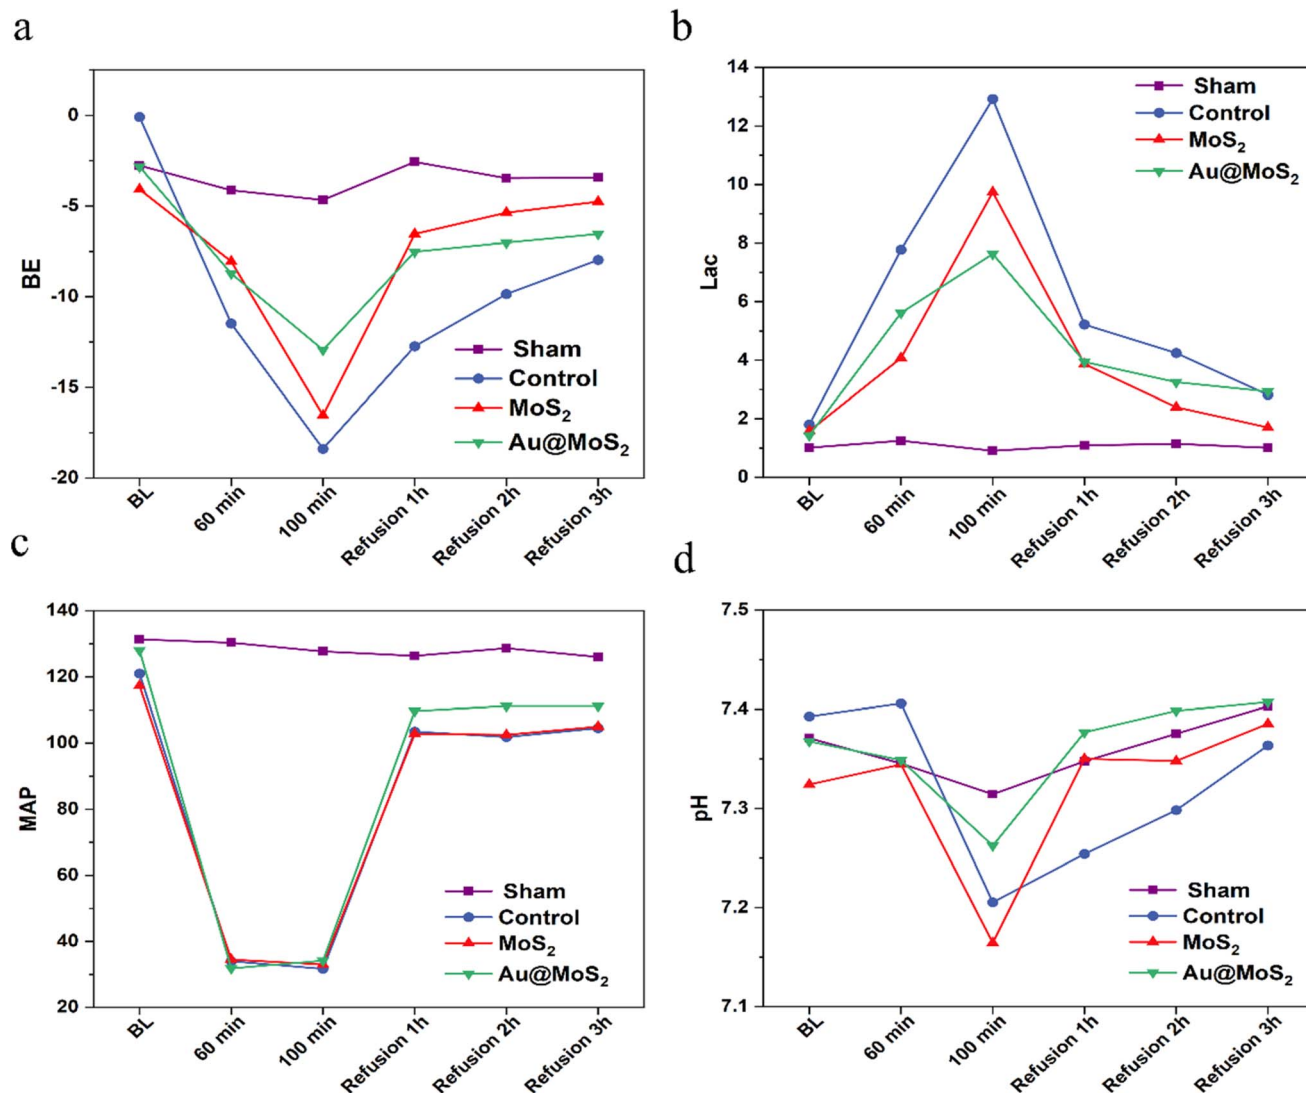 a
0
-5
-10
-15
-20
BE
Sham
Control
MoS₂
Au@MoS₂
BL
60 min
100 min
Refusion 1h
Refusion 2h
Refusion 3h
b
14
12
10
8
6
4
2
0
Lac
Sham
Control
MoS₂
Au@MoS₂
BL
60 min
100 min
Refusion 1h
Refusion 2h
Refusion 3h
c
140
120
100
80
60
40
20
MAP
Sham
Control
MoS₂
Au@MoS₂
BL
60 min
100 min
Refusion 1h
Refusion 2h
Refusion 3h
d
7.5
7.4
7.3
7.2
7.1
pH
Sham
Control
MoS₂
Au@MoS₂
BL
60 min
100 min
Refusion 1h
Refusion 2h
Refusion 3h